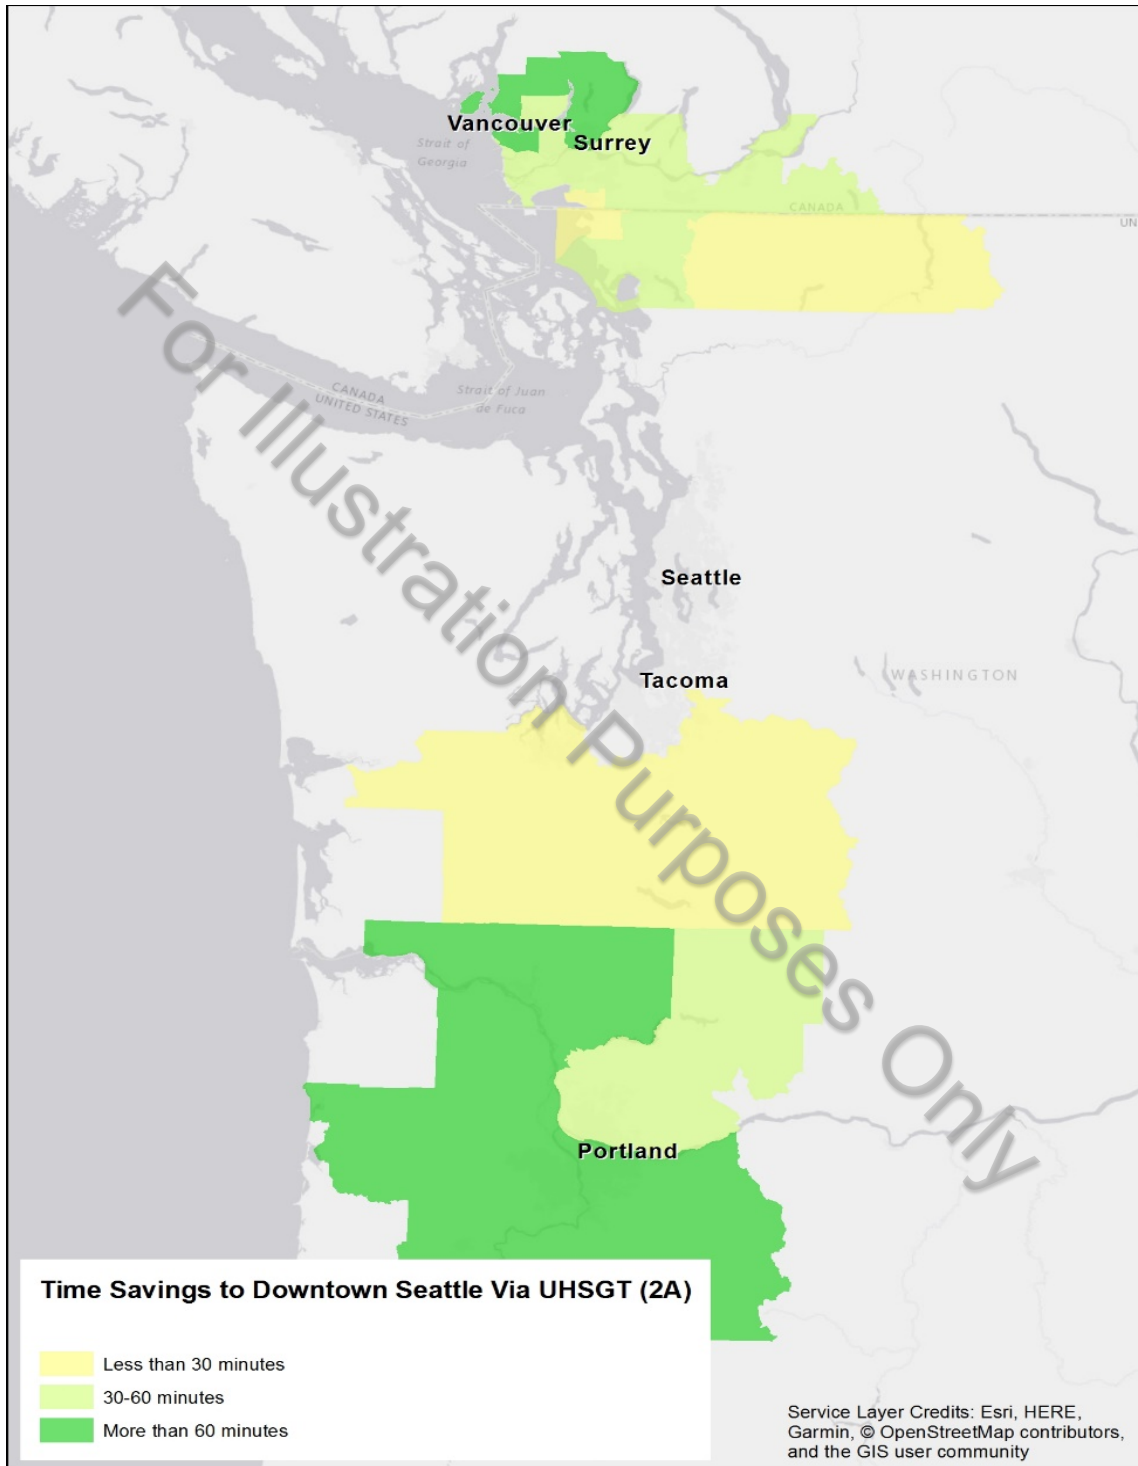 Vancouver
Surrey
Strait of
Georgia
CANADA
UN
CANADA
UNITED STATES
Strait of Juan
de Fuca
For Illustration Purposes Only
Seattle
Tacoma
WASHINGTON
Portland
Time Savings to Downtown Seattle Via UHSGT (2A)
Less than 30 minutes
30-60 minutes
More than 60 minutes
Service Layer Credits: Esri, HERE,
Garmin, © OpenStreetMap contributors,
and the GIS user community